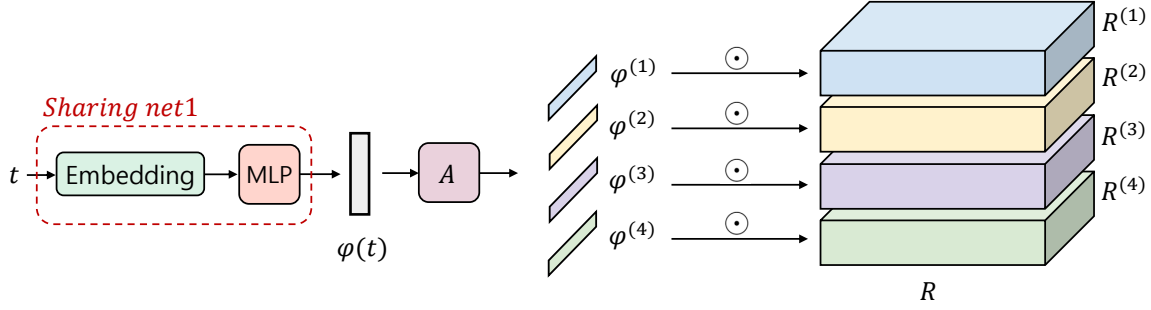 Sharing net1
t
Embedding
MLP
φ(t)
A
φ⁽¹⁾
⊙
R⁽¹⁾
φ⁽²⁾
⊙
R⁽²⁾
φ⁽³⁾
⊙
R⁽³⁾
φ⁽⁴⁾
⊙
R⁽⁴⁾
R